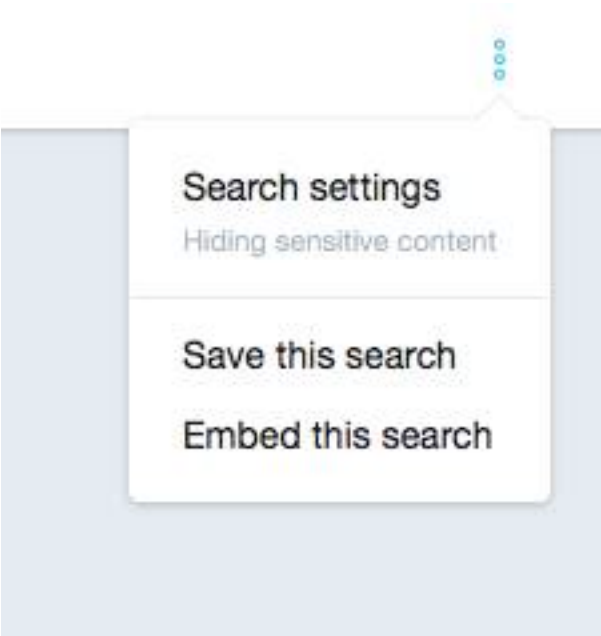 Search settings
Hiding sensitive content
Save this search
Embed this search